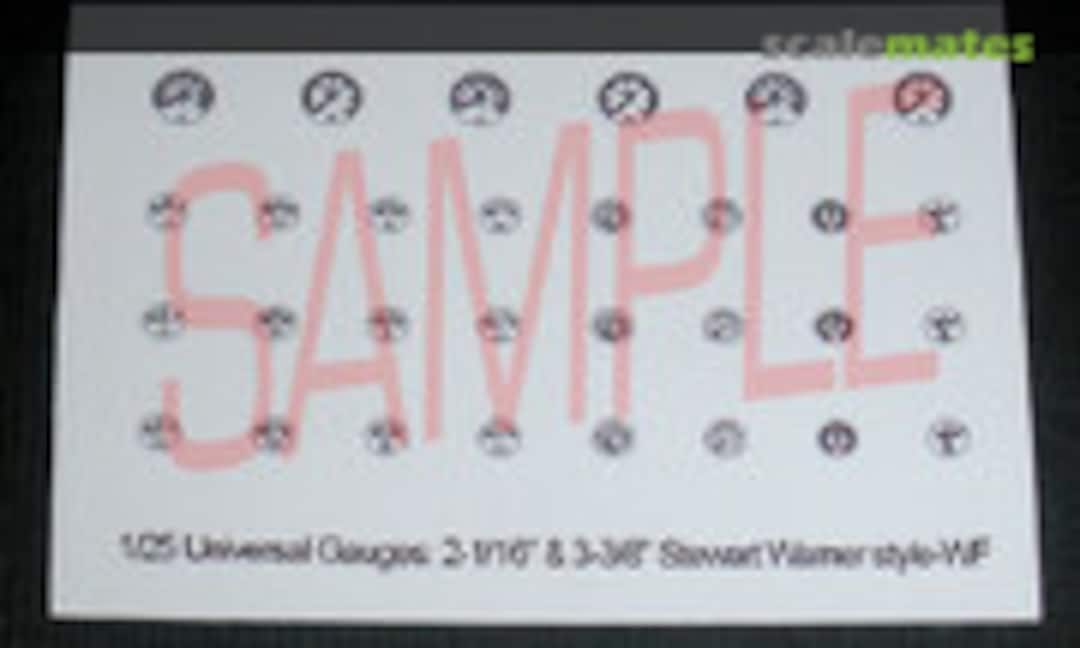 scalemates
SAMPLE
1/25 Universal Gauges: 2-1/16" & 3-3/8" Stewart Warner style-WF